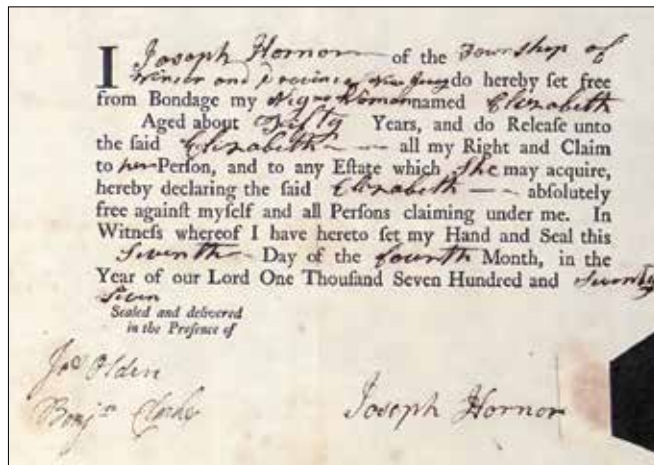 I Joseph Hornor of the Township of
Winsor and Province New Jersey do hereby set free
from Bondage my Negro Woman named Elizabeth
Aged about Years, and do Release unto
the said Elizabeth — — all my Right and Claim
to her Person, and to any Estate which She may acquire,
hereby declaring the said Elizabeth — — absolutely
free against myself and all Persons claiming under me. In
Witness whereof I have hereto set my Hand and Seal this
Seventh Day of the fourth Month, in the
Year of our Lord One Thousand Seven Hundred and Seventy
Seven
Sealed and delivered
in the Presence of
Jos Olden
Benjn Clarke
Joseph Hornor